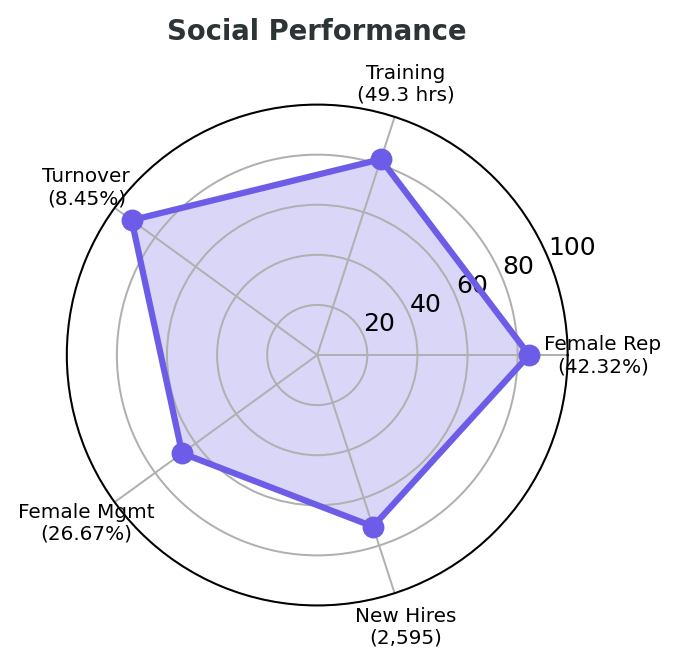 Social Performance
Training
(49.3 hrs)
Turnover
(8.45%)
100
80
60
40
20
Female Rep
(42.32%)
Female Mgmt
(26.67%)
New Hires
(2,595)